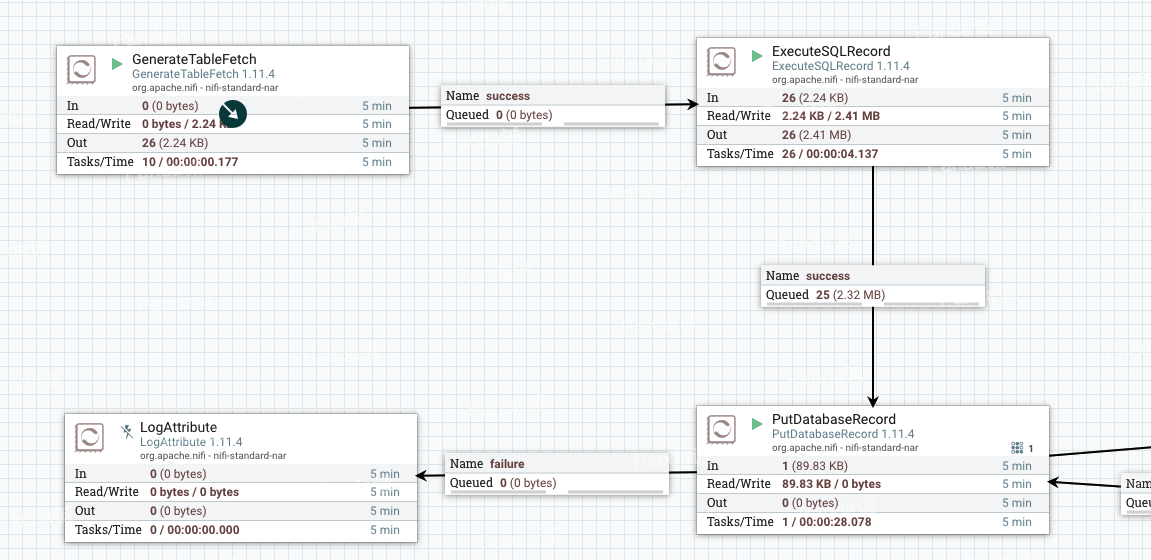 GenerateTableFetch
GenerateTableFetch 1.11.4
org.apache.nifi - nifi-standard-nar
In 0 (0 bytes) 5 min
Read/Write 0 bytes / 2.24 5 min
Out 26 (2.24 KB) 5 min
Tasks/Time 10 / 00:00:00.177 5 min
Name success
Queued 0 (0 bytes)
ExecuteSQLRecord
ExecuteSQLRecord 1.11.4
org.apache.nifi - nifi-standard-nar
In 26 (2.24 KB) 5 min
Read/Write 2.24 KB / 2.41 MB 5 min
Out 26 (2.41 MB) 5 min
Tasks/Time 26 / 00:00:04.137 5 min
Name success
Queued 25 (2.32 MB)
LogAttribute
LogAttribute 1.11.4
org.apache.nifi - nifi-standard-nar
In 0 (0 bytes) 5 min
Read/Write 0 bytes / 0 bytes 5 min
Out 0 (0 bytes) 5 min
Tasks/Time 0 / 00:00:00.000 5 min
Name failure
Queued 0 (0 bytes)
PutDatabaseRecord
PutDatabaseRecord 1.11.4
org.apache.nifi - nifi-standard-nar
1
In 1 (89.83 KB) 5 min
Read/Write 89.83 KB / 0 bytes 5 min
Out 0 (0 bytes) 5 min
Tasks/Time 1 / 00:00:28.078 5 min